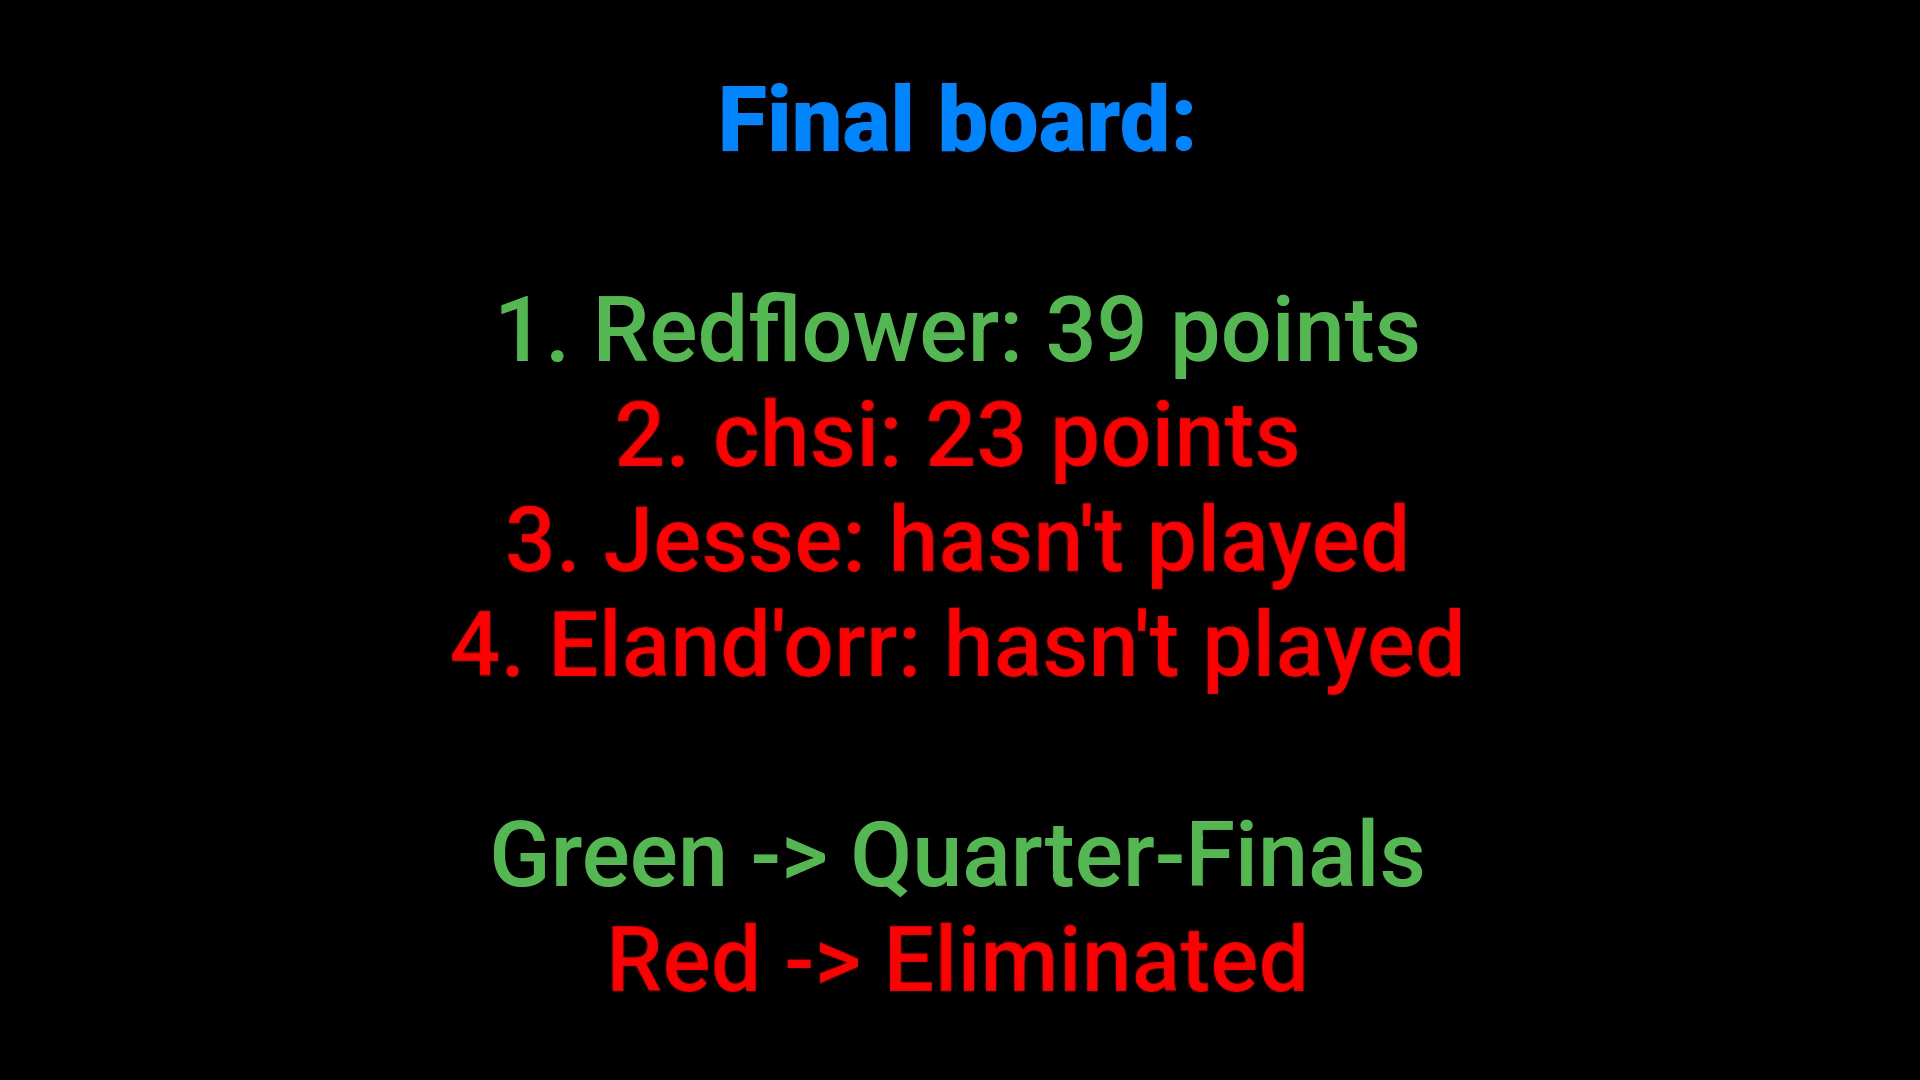 Final board:
1. Redflower: 39 points
2. chsi: 23 points
3. Jesse: hasn't played
4. Eland'orr: hasn't played
Green -> Quarter-Finals
Red -> Eliminated